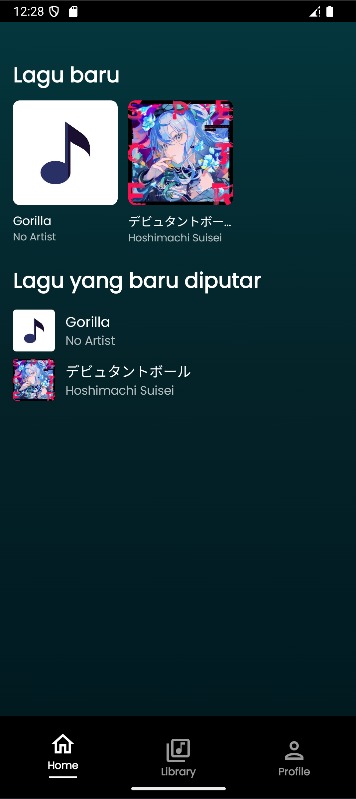 12:28
Lagu baru
Gorilla
No Artist
デビュタントボー...
Hoshimachi Suisei
Lagu yang baru diputar
Gorilla
No Artist
デビュタントボール
Hoshimachi Suisei
Home
Library
Profile